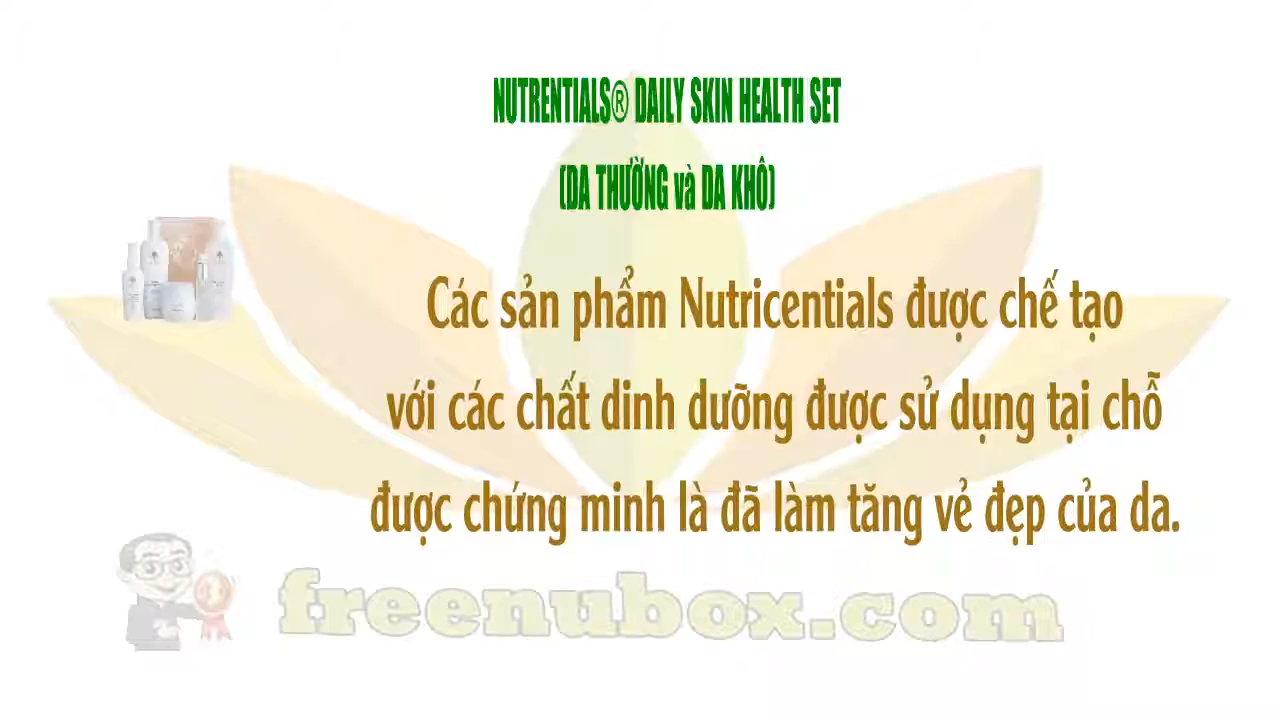 NUTRENTIALS® DAILY SKIN HEALTH SET
(DA THƯỜNG và DA KHÔ)
Các sản phẩm Nutricentials được chế tạo
với các chất dinh dưỡng được sử dụng tại chỗ
được chứng minh là đã làm tăng vẻ đẹp của da.
freenubox.com